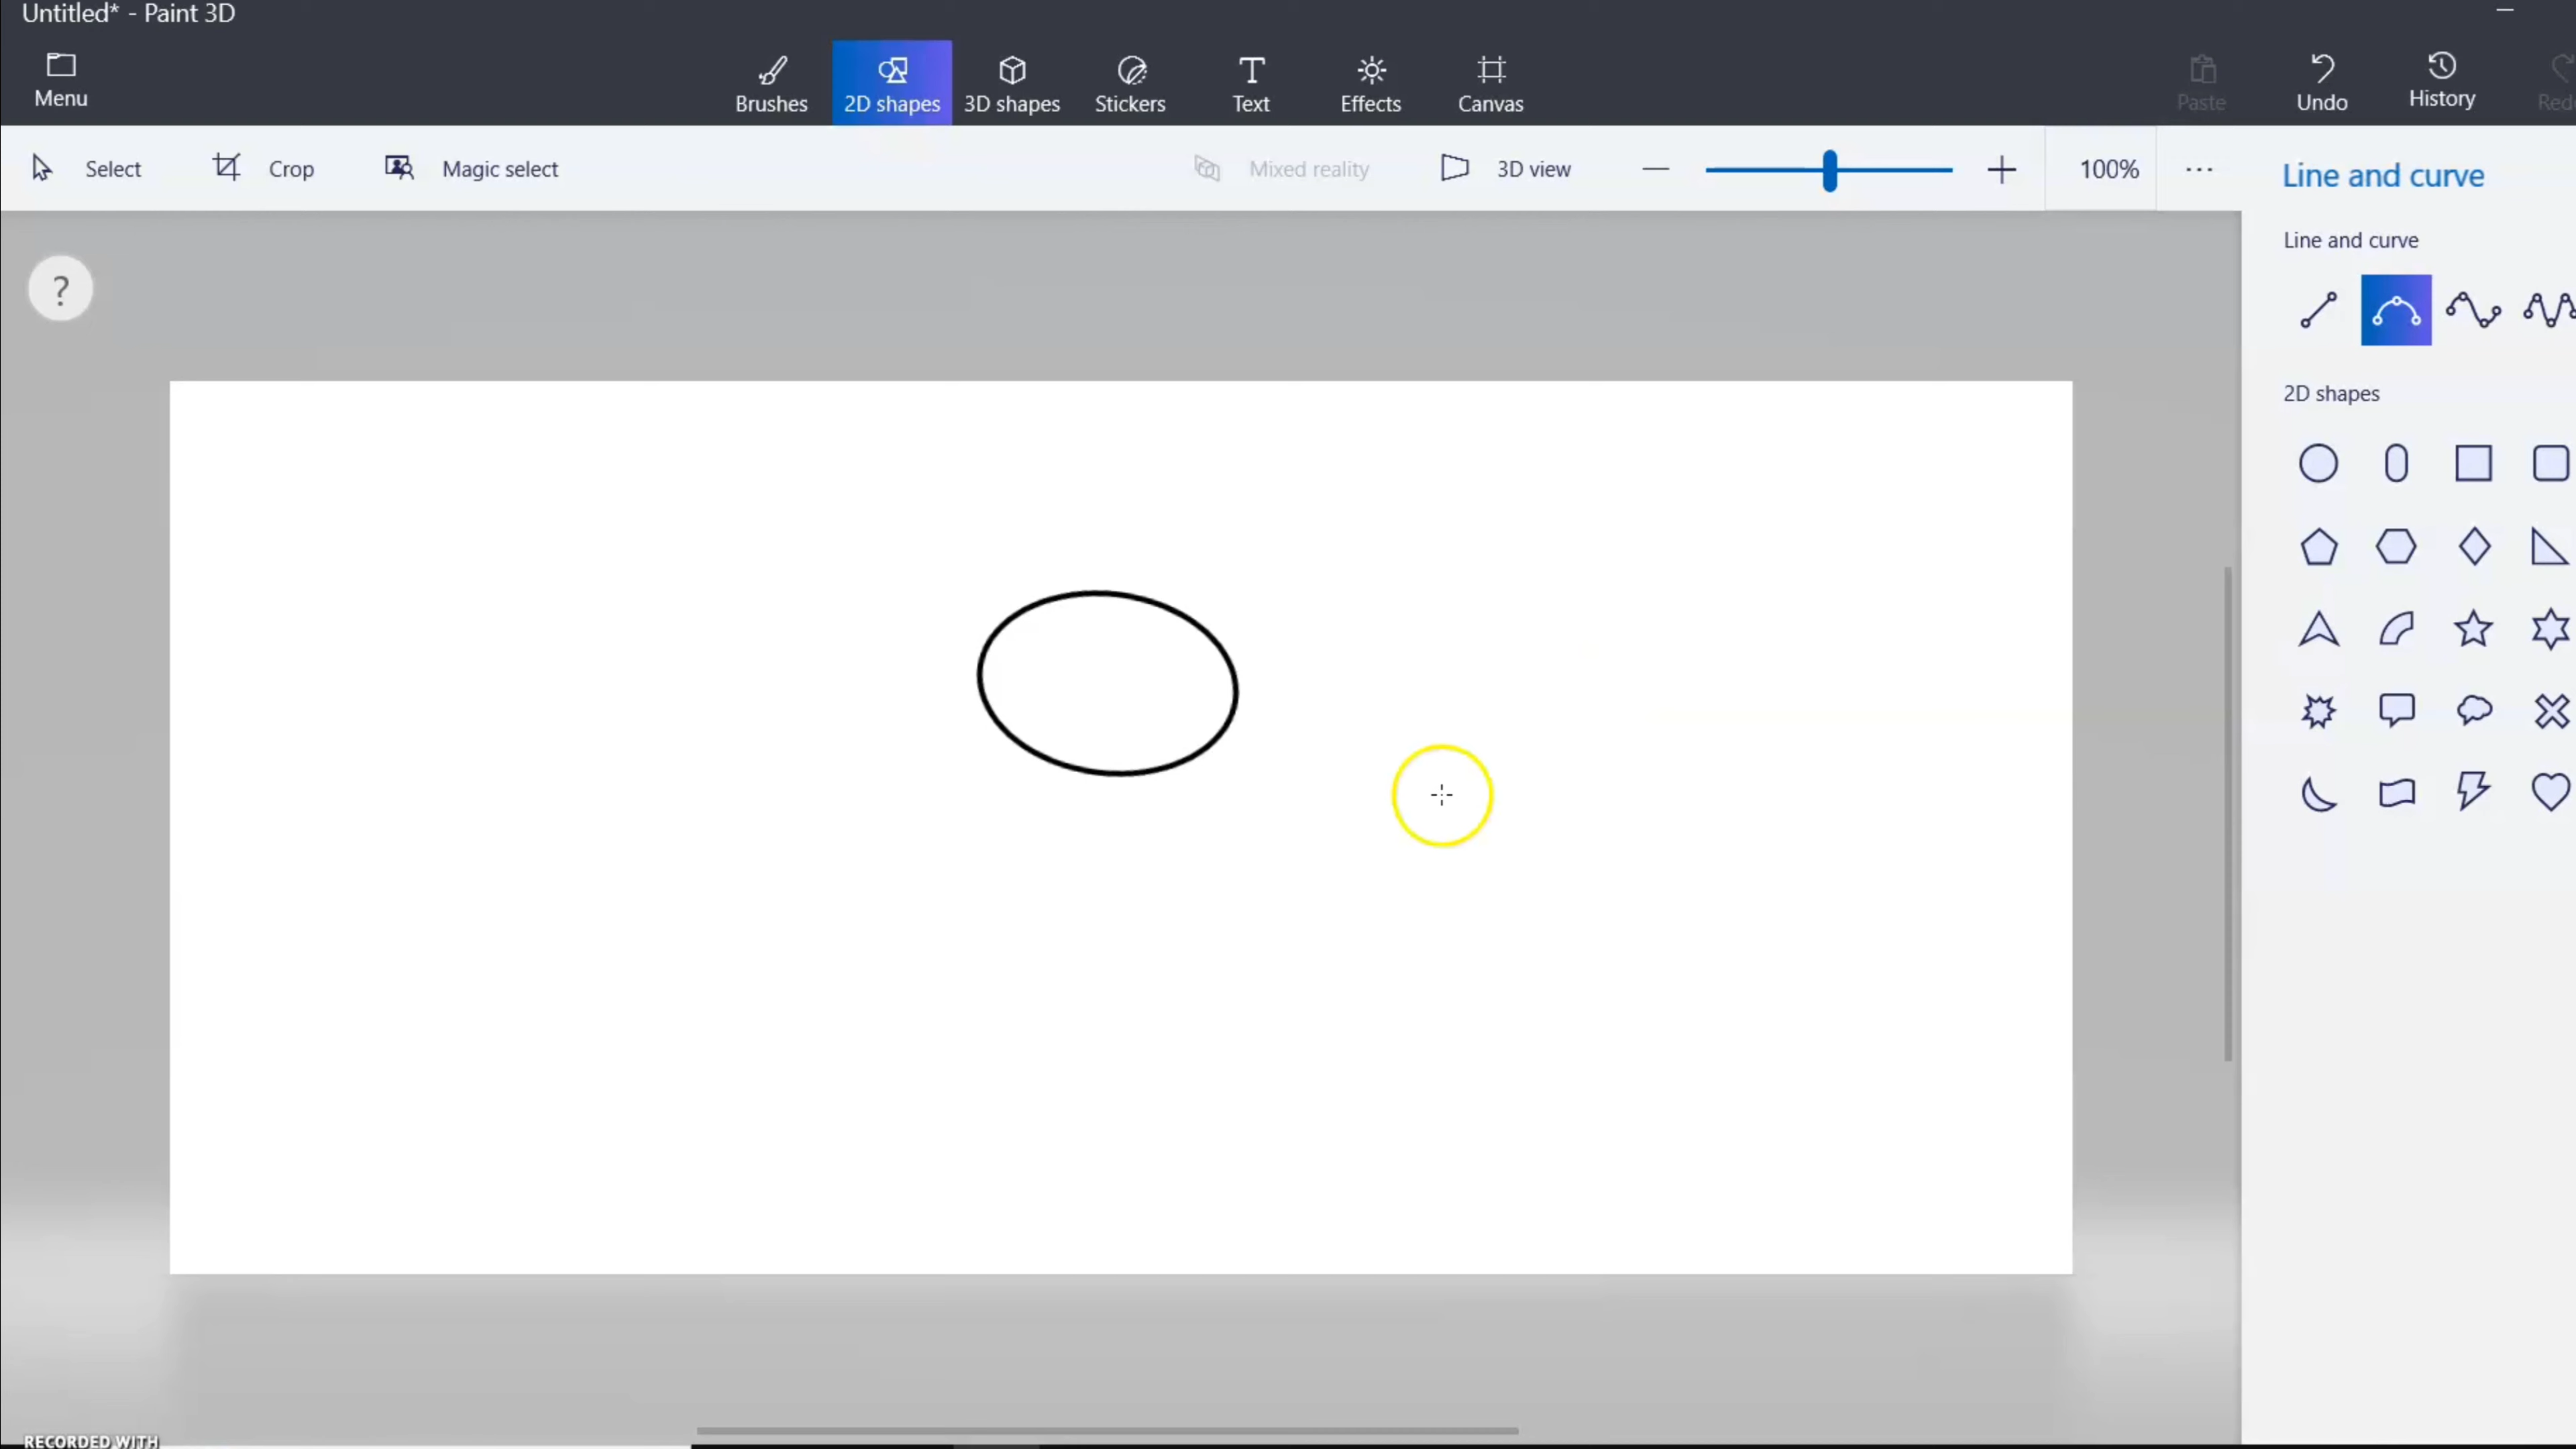 Untitled* - Paint 3D
Menu
Brushes
2D shapes
3D shapes
Stickers
Text
Effects
Canvas
Paste
Undo
History
Select
Crop
Magic select
Mixed reality
3D view
100%
Line and curve
Line and curve
?
2D shapes
RECORDED WITH